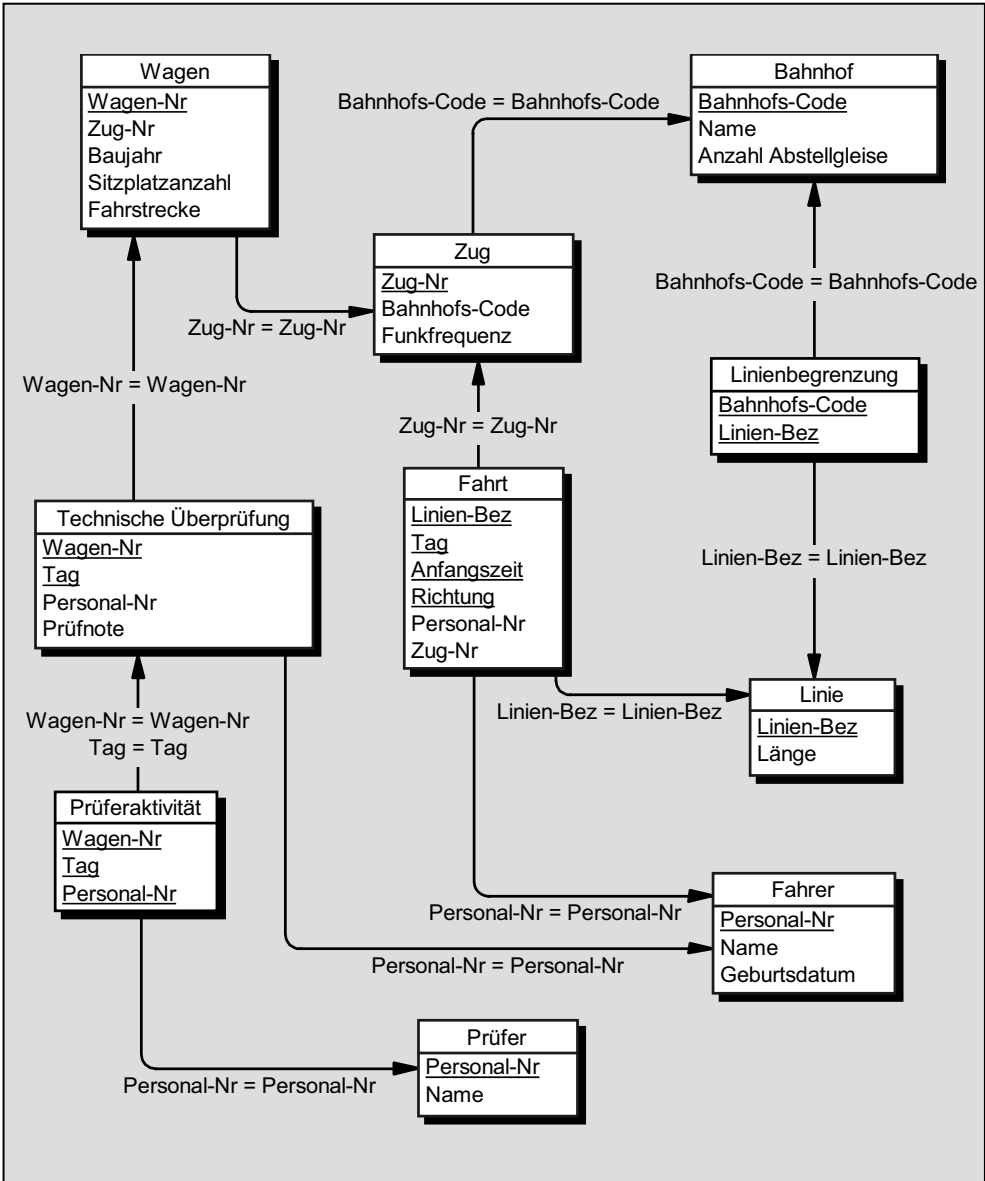 Wagen
Wagen-Nr
Zug-Nr
Baujahr
Sitzplatzanzahl
Fahrstrecke
Bahnhofs-Code = Bahnhofs-Code
Bahnhof
Bahnhofs-Code
Name
Anzahl Abstellgleise
Zug
Zug-Nr
Bahnhofs-Code
Funkfrequenz
Zug-Nr = Zug-Nr
Bahnhofs-Code = Bahnhofs-Code
Wagen-Nr = Wagen-Nr
Zug-Nr = Zug-Nr
Linienbegrenzung
Bahnhofs-Code
Linien-Bez
Technische Überprüfung
Wagen-Nr
Tag
Personal-Nr
Prüfnote
Fahrt
Linien-Bez
Tag
Anfangszeit
Richtung
Personal-Nr
Zug-Nr
Linien-Bez = Linien-Bez
Wagen-Nr = Wagen-Nr
Tag = Tag
Linien-Bez = Linien-Bez
Linie
Linien-Bez
Länge
Prüferaktivität
Wagen-Nr
Tag
Personal-Nr
Personal-Nr = Personal-Nr
Fahrer
Personal-Nr
Name
Geburtsdatum
Personal-Nr = Personal-Nr
Prüfer
Personal-Nr
Name
Personal-Nr = Personal-Nr